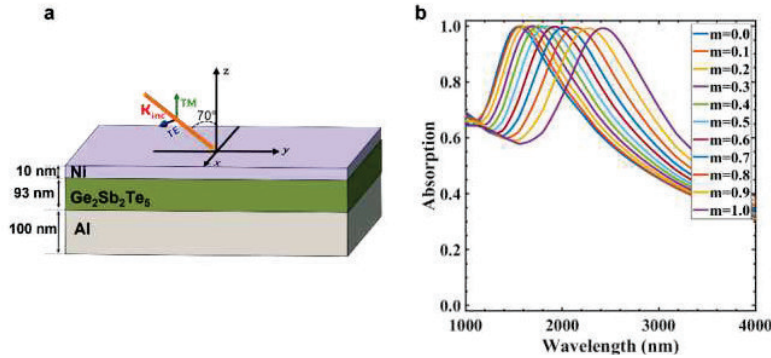 a
z
TM
K inc
TE
70°
y
x
10 nm
Ni
93 nm
Ge2Sb2Te5
100 nm
Al
b
Absorption
1.0
0.8
0.6
0.4
0.2
0.0
1000
2000
3000
4000
Wavelength (nm)
m=0.0
m=0.1
m=0.2
m=0.3
m=0.4
m=0.5
m=0.6
m=0.7
m=0.8
m=0.9
m=1.0